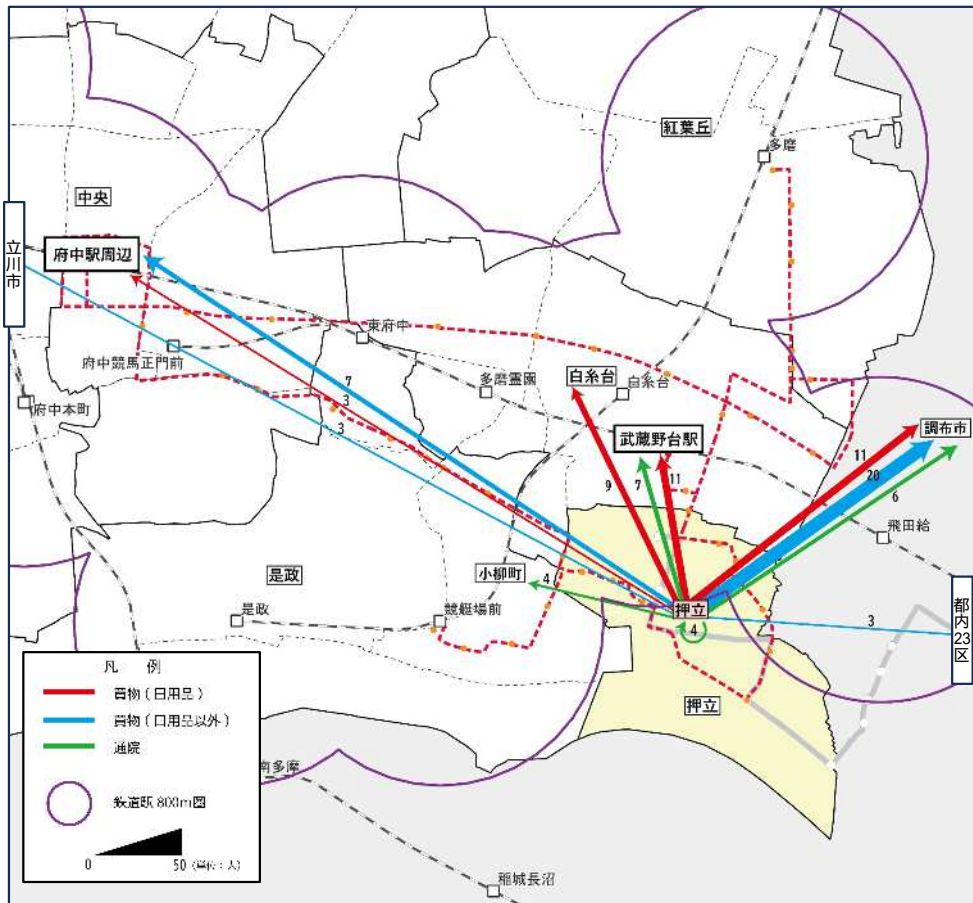 紅葉丘
多磨
中央
立川市
府中駅周辺
東府中
府中競馬正門前
府中本町
7
3
3
多磨霊園
白糸台
白糸台
武蔵野台駅
調布市
11
20
6
9
7
11
飛田給
小柳町
4
押立
4
3
都内23区
是政
是政
競艇場前
押立
凡 例
買物（日用品）
買物（日用品以外）
通院
鉄道駅 800m圏
0
50（単位：人）
南多摩
稲城長沼